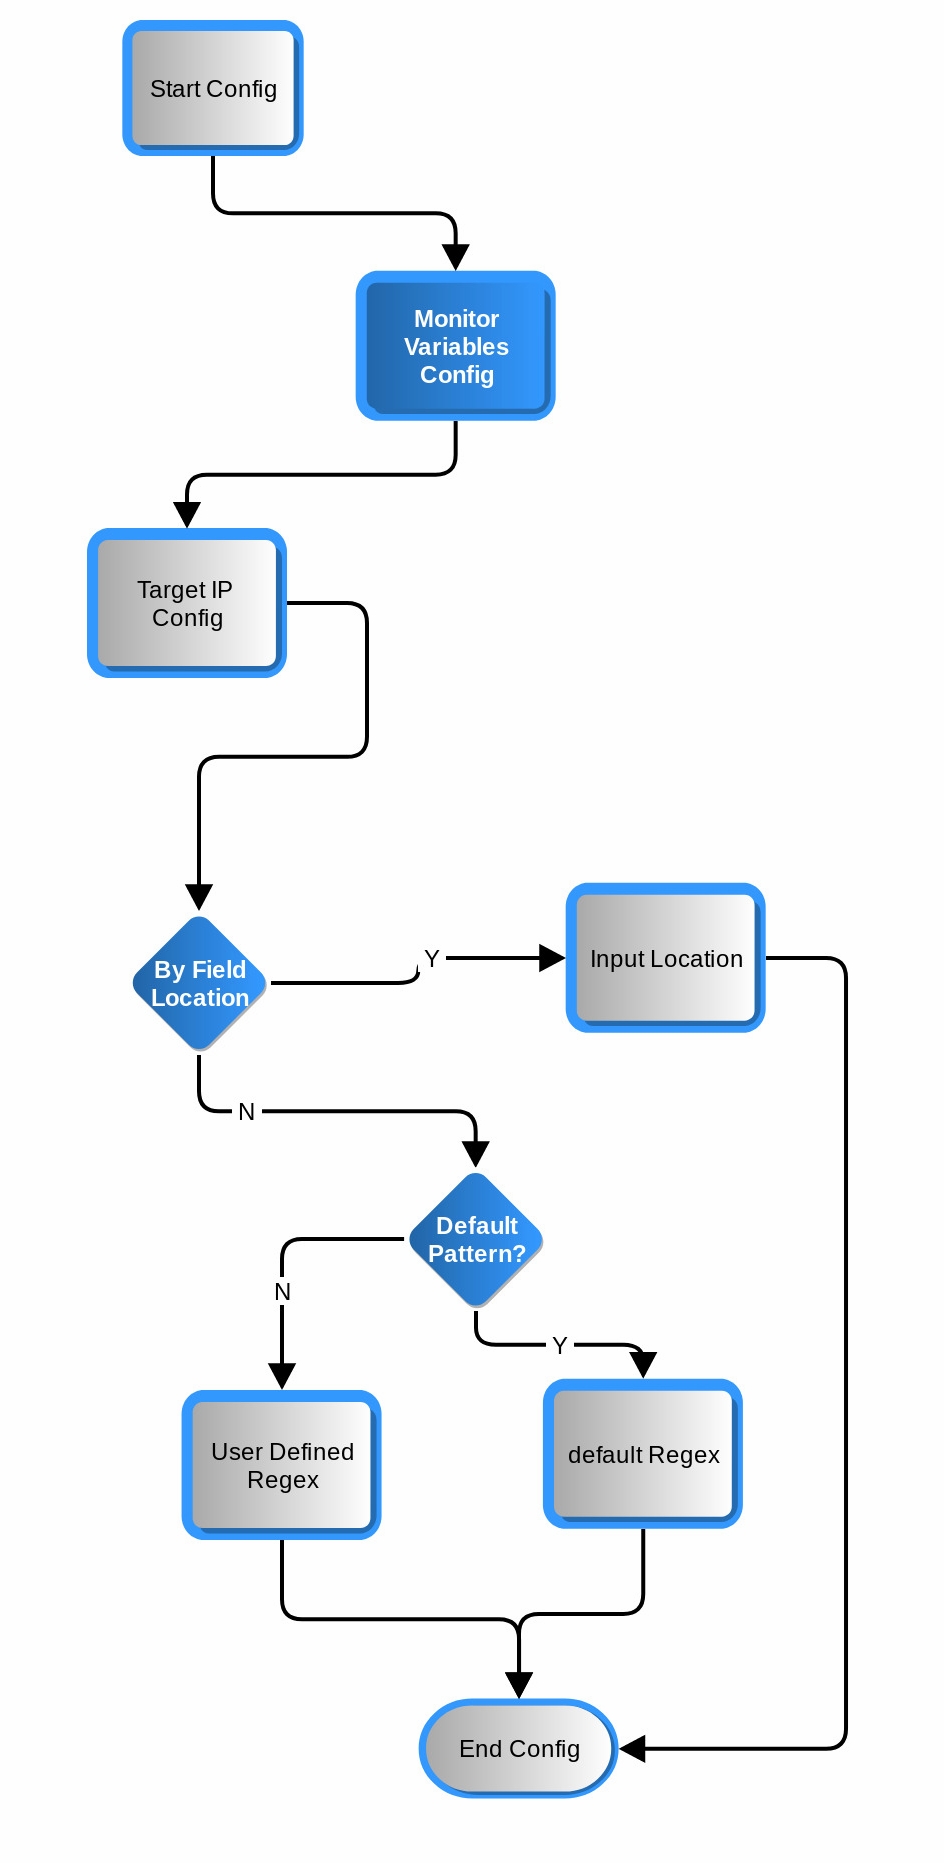 Start Config
Monitor
Variables
Config
Target IP
Config
By Field
Location
Y
Input Location
N
Default
Pattern?
N
Y
User Defined
Regex
default Regex
End Config